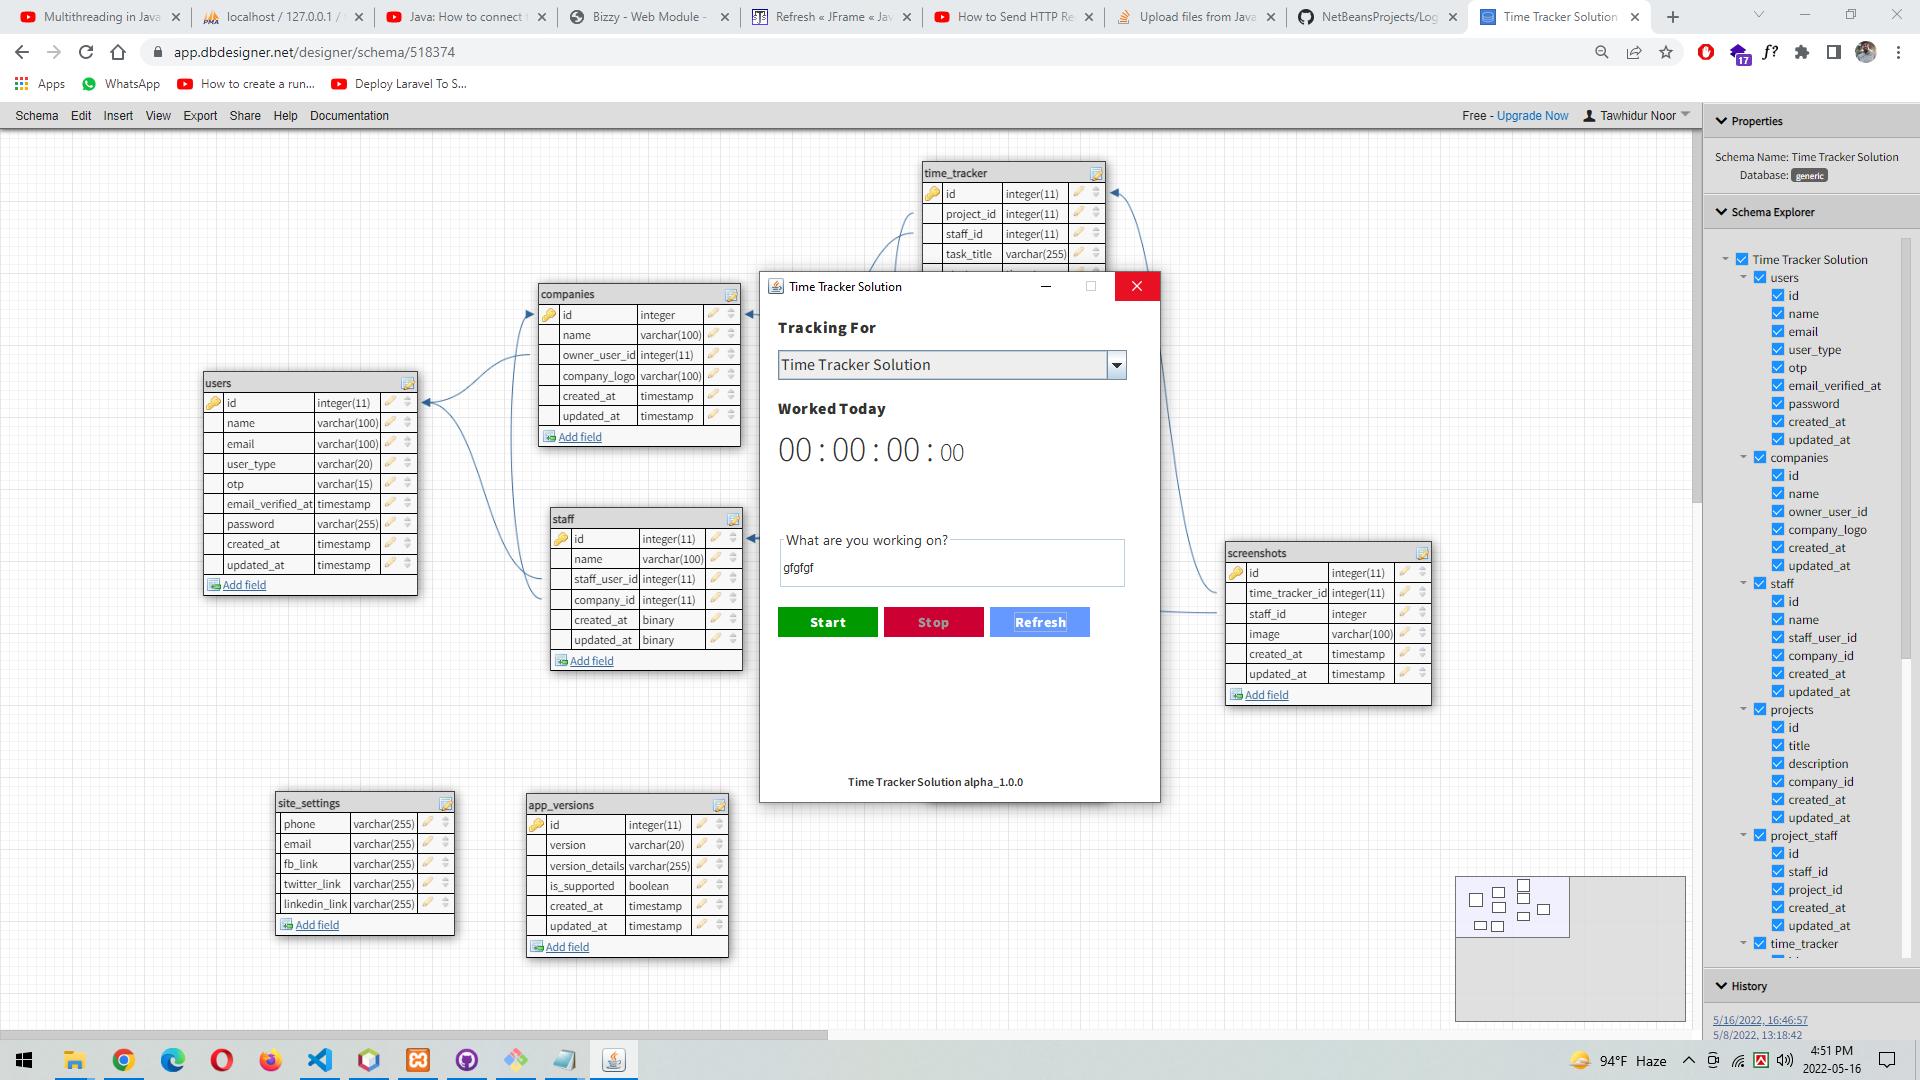 Multithreading in Java
localhost / 127.0.0.1 /
Java: How to connect
Bizzy - Web Module -
Refresh « JFrame « Jav
How to Send HTTP Re
Upload files from Java
NetBeansProjects/Log
Time Tracker Solution
app.dbdesigner.net/designer/schema/518374
17
f?
Apps
WhatsApp
How to create a run...
Deploy Laravel To S...
Schema Edit Insert View Export Share Help Documentation
Free - Upgrade Now
Tawhidur Noor
Properties
Schema Name: Time Tracker Solution
Database: generic
Schema Explorer
Time Tracker Solution
users
id
name
email
user_type
otp
email_verified_at
password
created_at
updated_at
companies
id
name
owner_user_id
company_logo
created_at
updated_at
staff
id
name
staff_user_id
company_id
created_at
updated_at
projects
id
title
description
company_id
created_at
updated_at
project_staff
id
staff_id
project_id
created_at
updated_at
time_tracker
History
5/16/2022, 16:46:57
5/8/2022, 13:18:42
time_tracker
id integer(11)
project_id integer(11)
staff_id integer(11)
task_title varchar(255)
companies
id integer
name varchar(100)
owner_user_id integer(11)
company_logo varchar(100)
created_at timestamp
updated_at timestamp
Add field
users
id integer(11)
name varchar(100)
email varchar(100)
user_type varchar(20)
otp varchar(15)
email_verified_at timestamp
password varchar(255)
created_at timestamp
updated_at timestamp
Add field
staff
id integer(11)
name varchar(100)
staff_user_id integer(11)
company_id integer(11)
created_at binary
updated_at binary
Add field
Time Tracker Solution
Tracking For
Time Tracker Solution
Worked Today
00 : 00 : 00 : 00
What are you working on?
gfgfgf
Start
Stop
Refresh
Time Tracker Solution alpha_1.0.0
screenshots
id integer(11)
time_tracker_id integer(11)
staff_id integer
image varchar(100)
created_at timestamp
updated_at timestamp
Add field
site_settings
phone varchar(255)
email varchar(255)
fb_link varchar(255)
twitter_link varchar(255)
linkedin_link varchar(255)
Add field
app_versions
id integer(11)
version varchar(20)
version_details varchar(255)
is_supported boolean
created_at timestamp
updated_at timestamp
Add field
94°F Haze
4:51 PM
2022-05-16